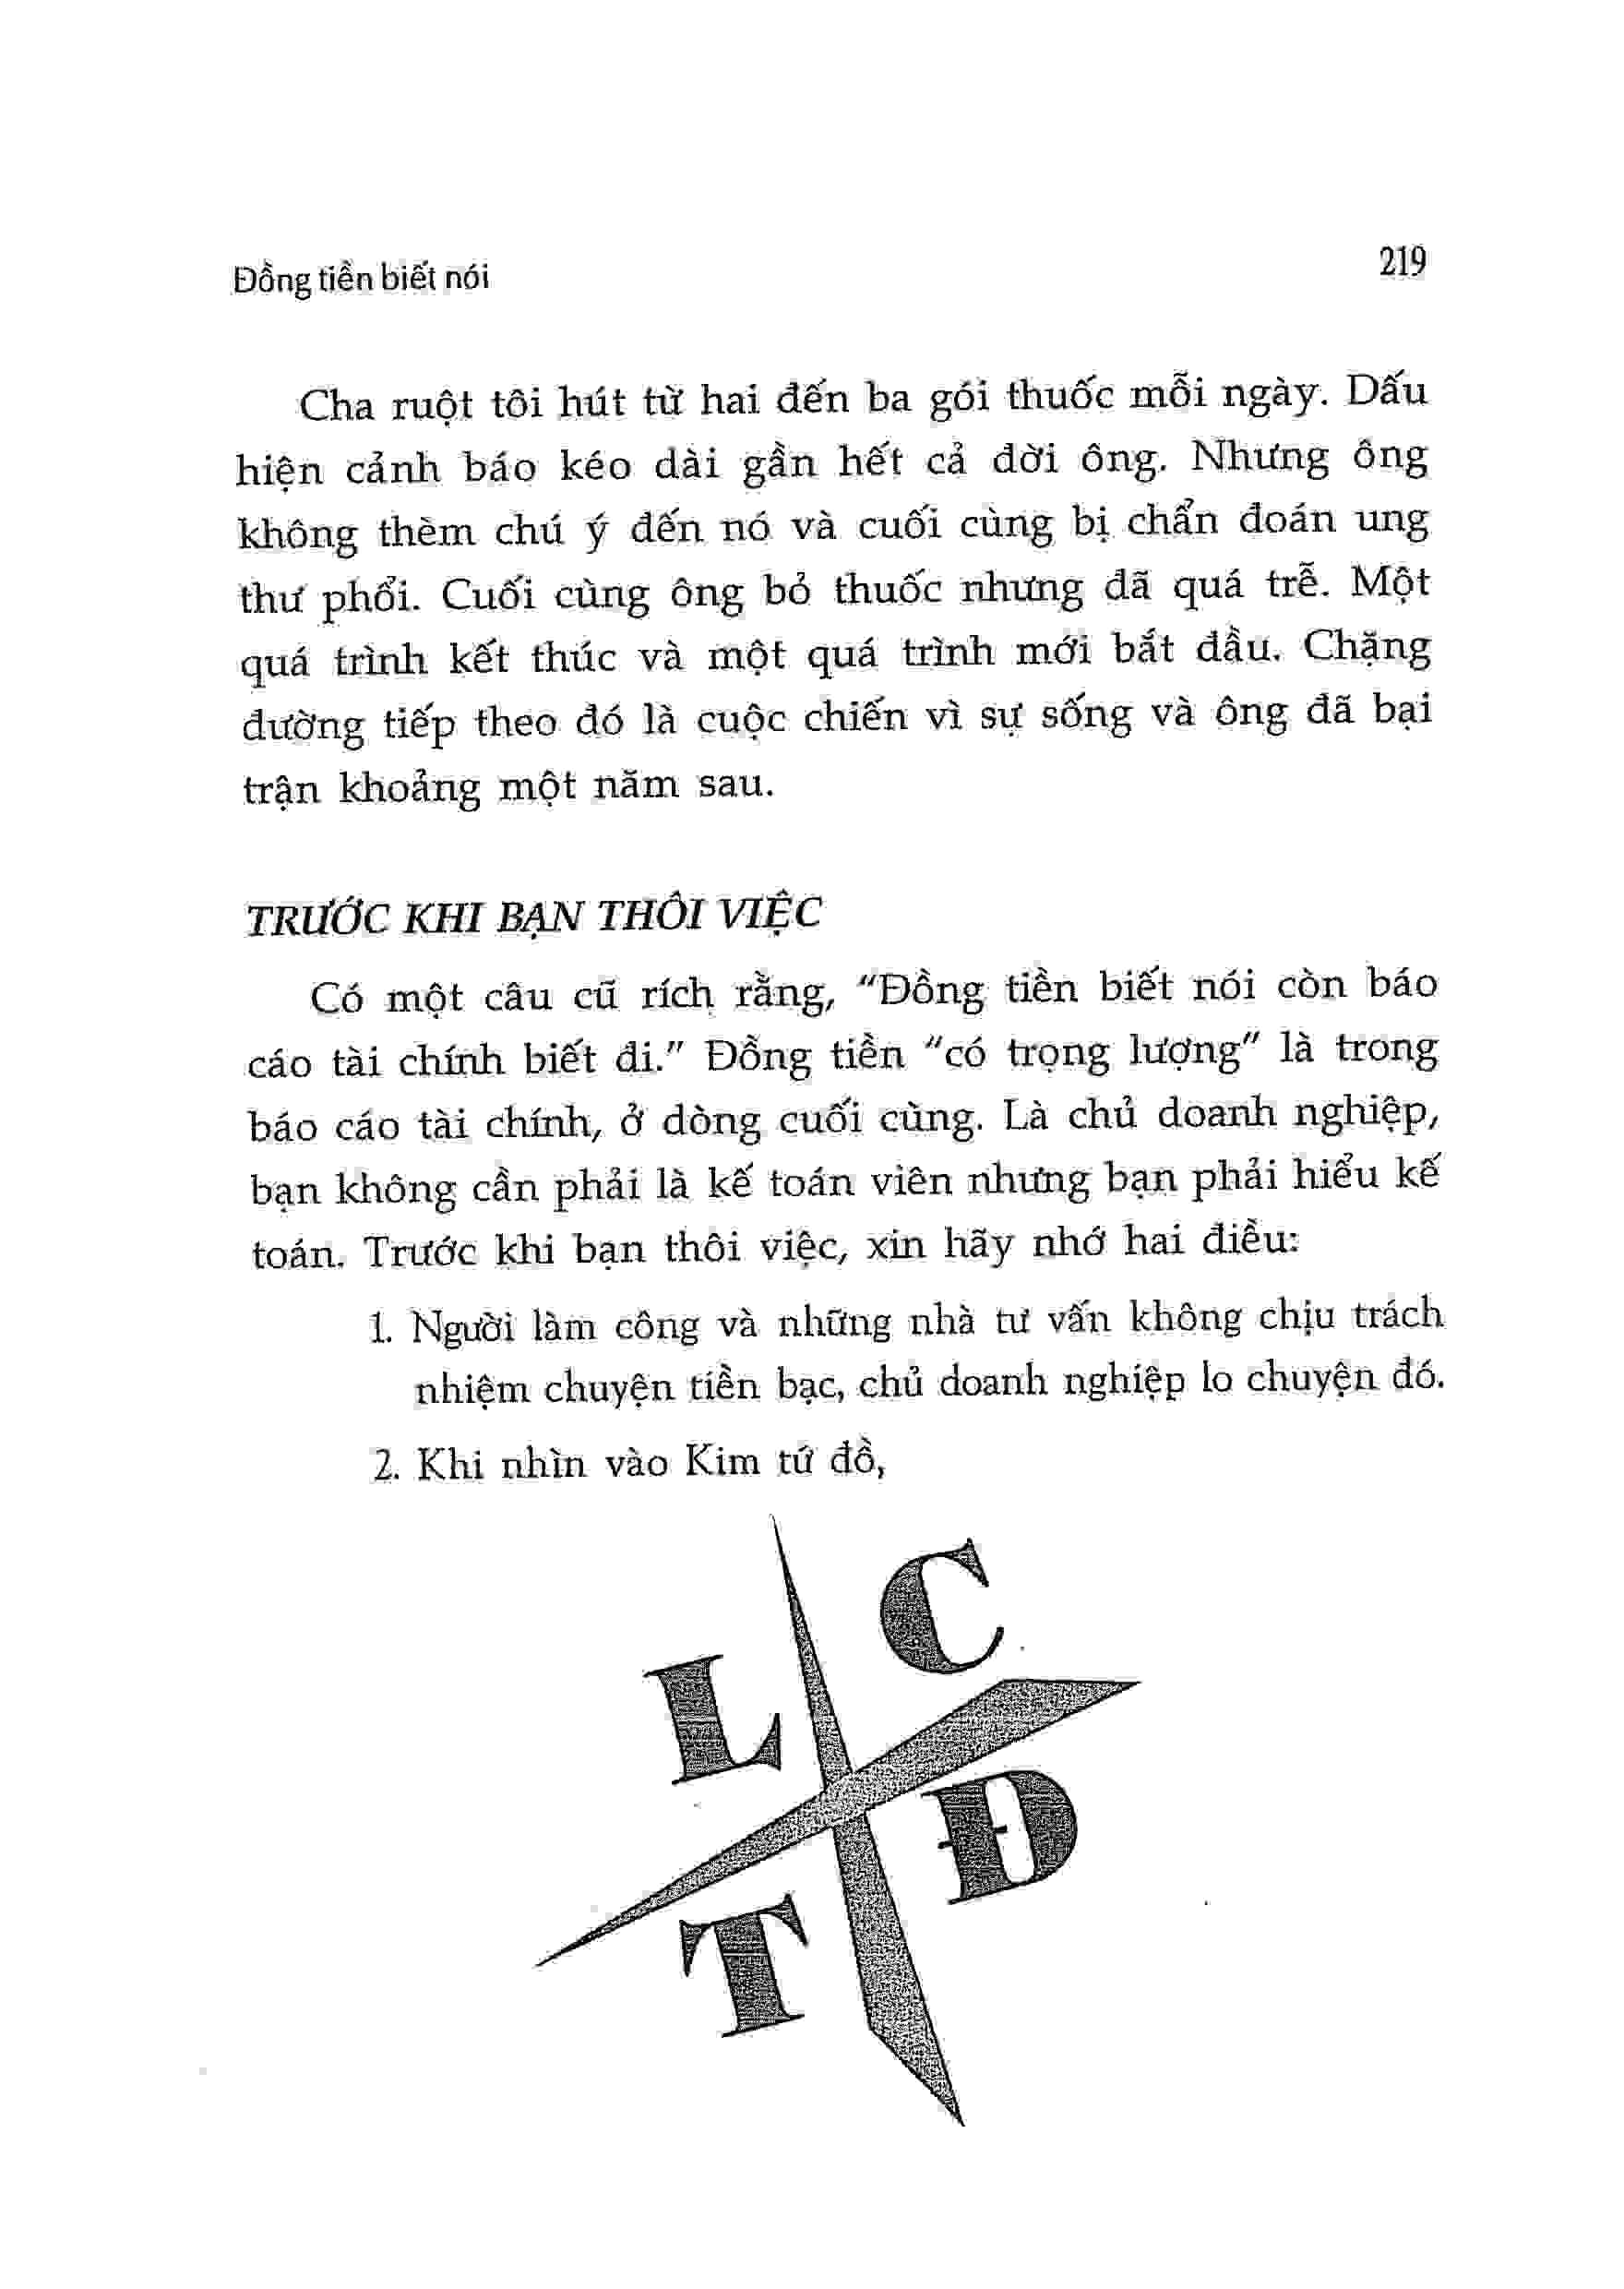 Đồng tiền biết nói
219
Cha ruột tôi hút từ hai đến ba gói thuốc mỗi ngày. Dấu
hiện cảnh báo kéo dài gần hết cả đời ông. Nhưng ông
không thèm chú ý đến nó và cuối cùng bị chẩn đoán ung
thư phổi. Cuối cùng ông bỏ thuốc nhưng đã quá trễ. Một
quá trình kết thúc và một quá trình mới bắt đầu. Chặng
đường tiếp theo đó là cuộc chiến vì sự sống và ông đã bại
trận khoảng một năm sau.
TRƯỚC KHI BẠN THÔI VIỆC
Có một câu cũ rích rằng, "Đồng tiền biết nói còn báo
cáo tài chính biết đi." Đồng tiền "có trọng lượng" là trong
báo cáo tài chính, ở dòng cuối cùng. Là chủ doanh nghiệp,
bạn không cần phải là kế toán viên nhưng bạn phải hiểu kế
toán. Trước khi bạn thôi việc, xin hãy nhớ hai điều:
1. Người làm công và những nhà tư vấn không chịu trách
nhiệm chuyện tiền bạc, chủ doanh nghiệp lo chuyện đó.
2. Khi nhìn vào Kim tứ đồ,
L C
T Đ